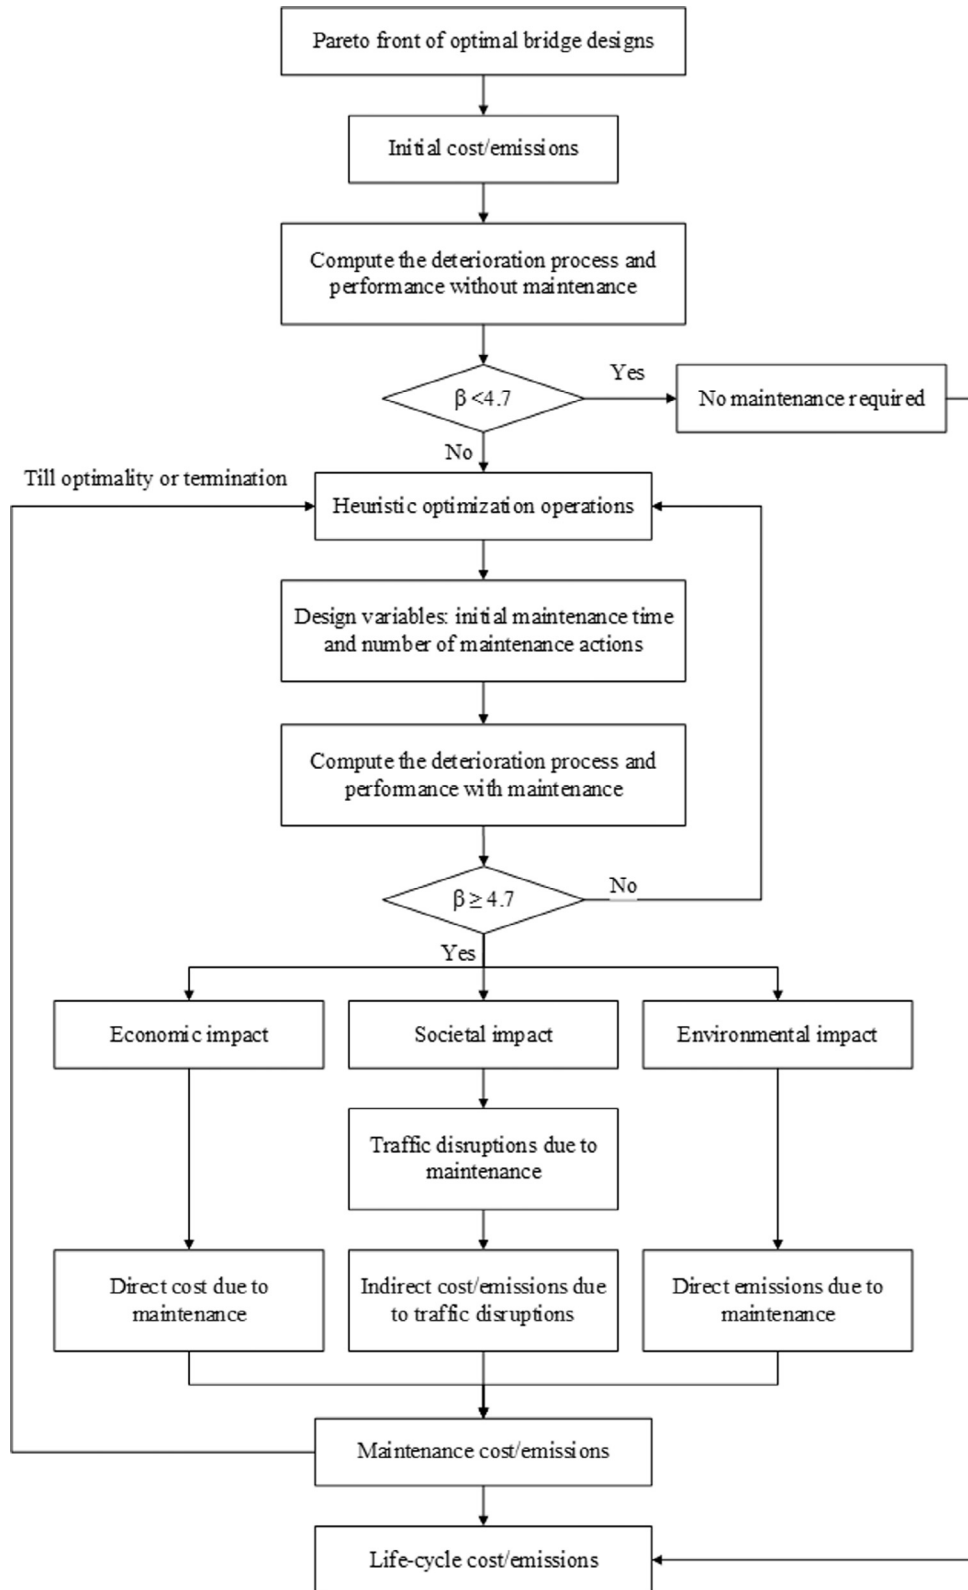 Pareto front of optimal bridge designs
Initial cost/emissions
Compute the deterioration process and
performance without maintenance
β <4.7
Yes
No maintenance required
No
Till optimality or termination
Heuristic optimization operations
Design variables: initial maintenance time
and number of maintenance actions
Compute the deterioration process and
performance with maintenance
β ≥ 4.7
No
Yes
Economic impact
Societal impact
Environmental impact
Traffic disruptions due to
maintenance
Direct cost due to
maintenance
Indirect cost/emissions due
to traffic disruptions
Direct emissions due to
maintenance
Maintenance cost/emissions
Life-cycle cost/emissions